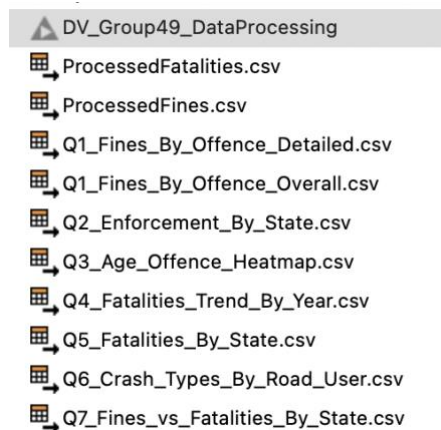 DV_Group49_DataProcessing
ProcessedFatalities.csv
ProcessedFines.csv
Q1_Fines_By_Offence_Detailed.csv
Q1_Fines_By_Offence_Overall.csv
Q2_Enforcement_By_State.csv
Q3_Age_Offence_Heatmap.csv
Q4_Fatalities_Trend_By_Year.csv
Q5_Fatalities_By_State.csv
Q6_Crash_Types_By_Road_User.csv
Q7_Fines_vs_Fatalities_By_State.csv